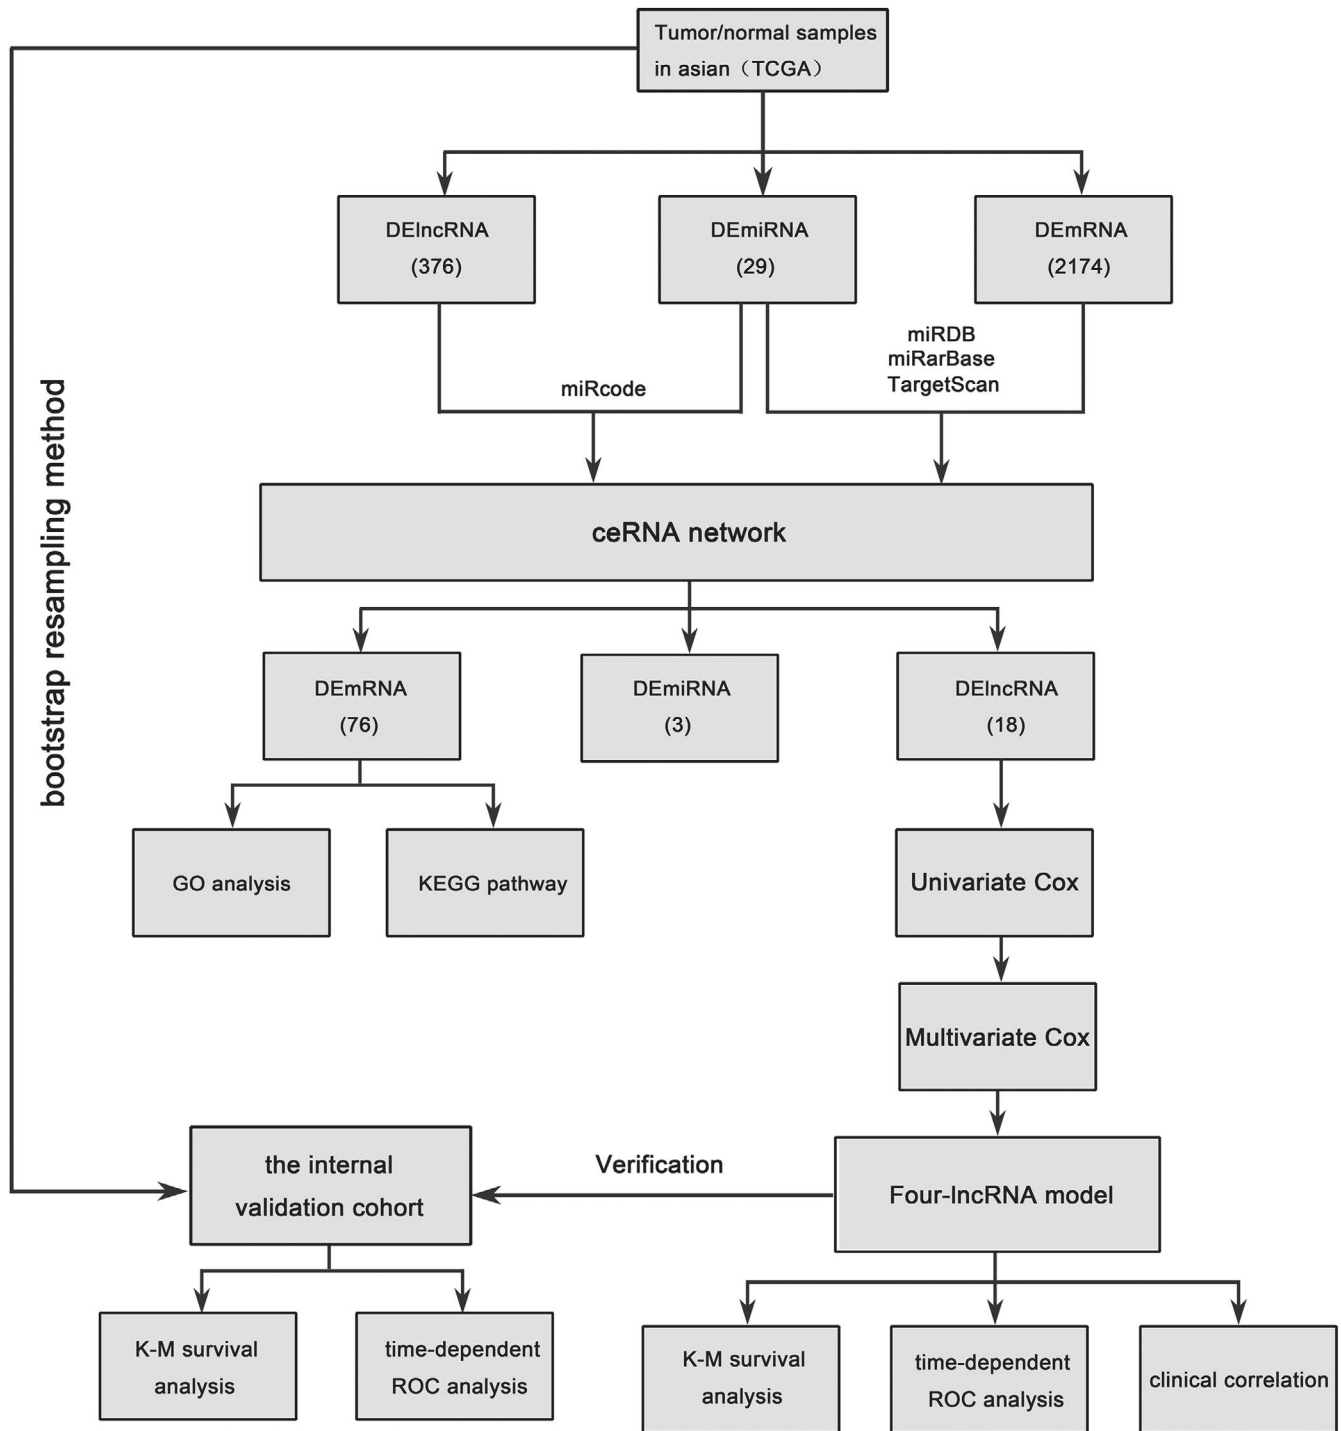 Tumor/normal samples
in asian（TCGA）
DElncRNA
(376)
DEmiRNA
(29)
DEmRNA
(2174)
miRDB
miRarBase
TargetScan
miRcode
bootstrap resampling method
ceRNA network
DEmRNA
(76)
DEmiRNA
(3)
DElncRNA
(18)
GO analysis
KEGG pathway
Univariate Cox
Multivariate Cox
the internal
validation cohort
Verification
Four-lncRNA model
K-M survival
analysis
time-dependent
ROC analysis
K-M survival
analysis
time-dependent
ROC analysis
clinical correlation